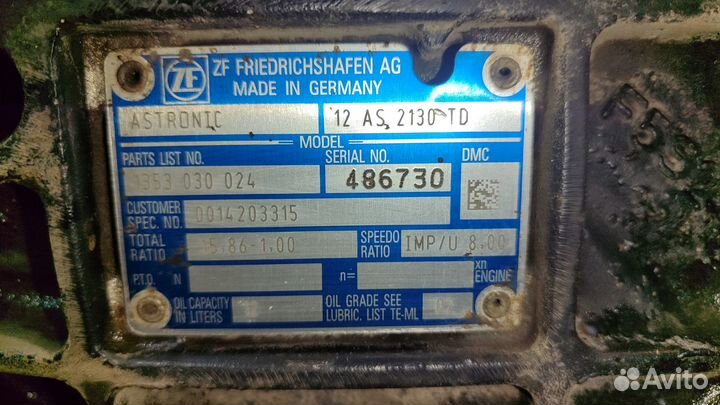 ZF
ZF FRIEDRICHSHAFEN AG
MADE IN GERMANY
ASTRONIC
12 AS 2130 TD
MODEL
PARTS LIST NO.
SERIAL NO.
DMC
1353 030 024
486730
CUSTOMER SPEC. NO.
0014203315
TOTAL RATIO
15.86-1.00
SPEEDO RATIO
IMP/U 8.00
P.T.O. N
n=
xn ENGINE
OIL CAPACITY IN LITERS
OIL GRADE SEE LUBRIC. LIST TE-ML
F53
Avito